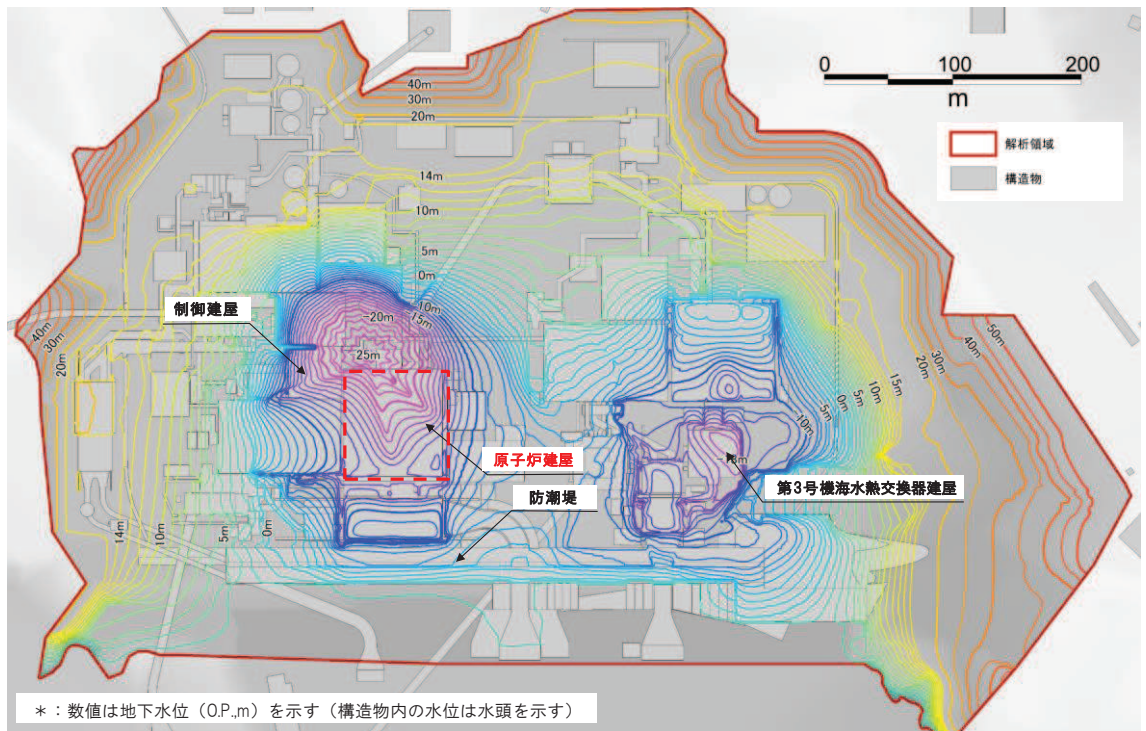 0 100 200
m
解析領域
構造物
40m
30m
20m
14m
10m
5m
0m
10m
15m
-20m
25m
制御建屋
原子炉建屋
防潮堤
第3号機海水熱交換器建屋
40m
30m
20m
14m
10m
5m
0m
50m
40m
30m
20m
15m
10m
5m
0m
-5m
-10m
*:数値は地下水位(O.P.,m)を示す(構造物内の水位は水頭を示す)